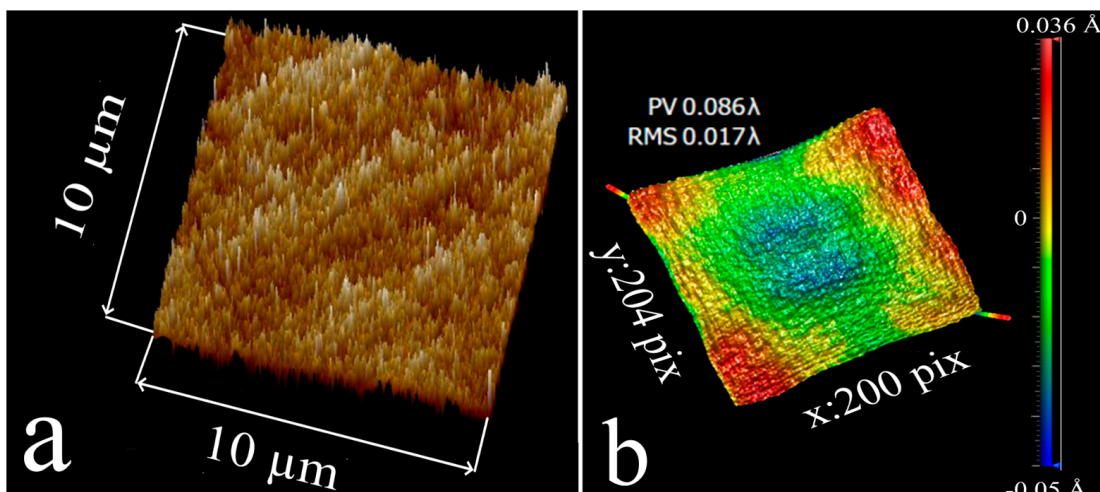 10 μm
10 μm
a
PV 0.086λ
RMS 0.017λ
y:204 pix
x:200 pix
b
0.036 Å
0
-0.05 Å